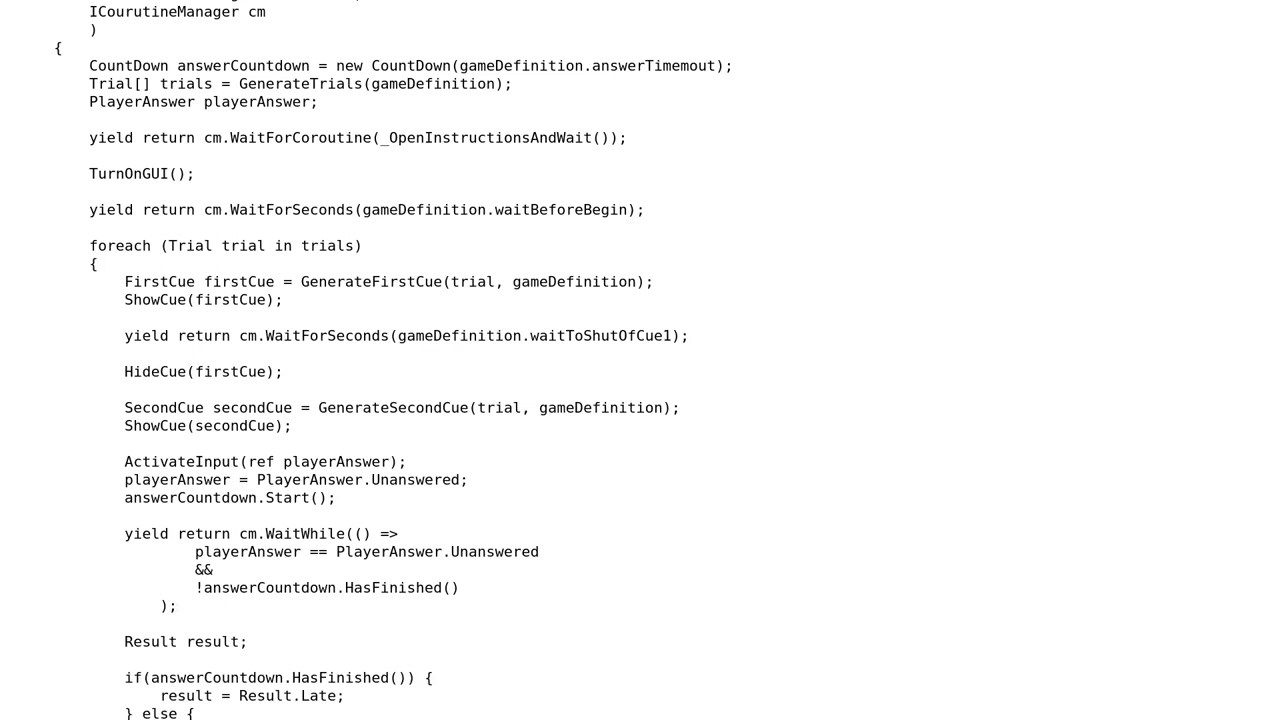 ICourutineManager cm
)
{
CountDown answerCountdown = new CountDown(gameDefinition.answerTimemout);
Trial[] trials = GenerateTrials(gameDefinition);
PlayerAnswer playerAnswer;
yield return cm.WaitForCoroutine(_OpenInstructionsAndWait());
TurnOnGUI();
yield return cm.WaitForSeconds(gameDefinition.waitBeforeBegin);
foreach (Trial trial in trials)
{
FirstCue firstCue = GenerateFirstCue(trial, gameDefinition);
ShowCue(firstCue);
yield return cm.WaitForSeconds(gameDefinition.waitToShutOfCue1);
HideCue(firstCue);
SecondCue secondCue = GenerateSecondCue(trial, gameDefinition);
ShowCue(secondCue);
ActivateInput(ref playerAnswer);
playerAnswer = PlayerAnswer.Unanswered;
answerCountdown.Start();
yield return cm.WaitWhile(() =>
playerAnswer == PlayerAnswer.Unanswered
&&
!answerCountdown.HasFinished()
);
Result result;
if(answerCountdown.HasFinished()) {
result = Result.Late;
} else {